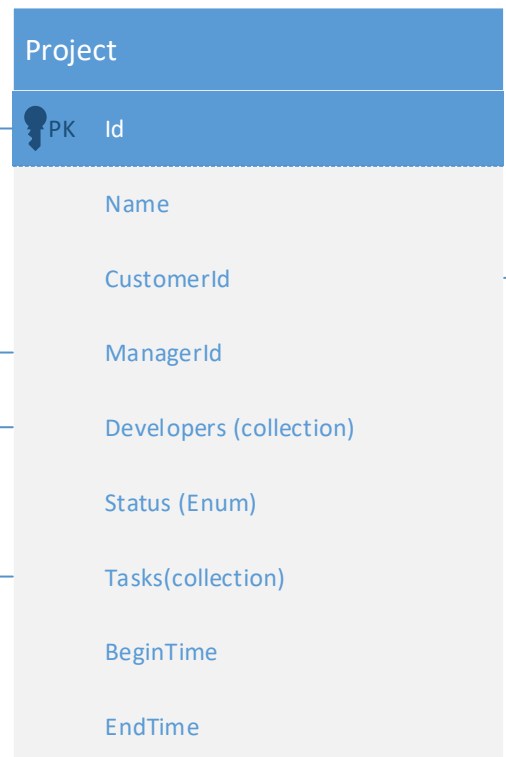 Project
PK Id
Name
CustomerId
ManagerId
Developers (collection)
Status (Enum)
Tasks(collection)
BeginTime
EndTime